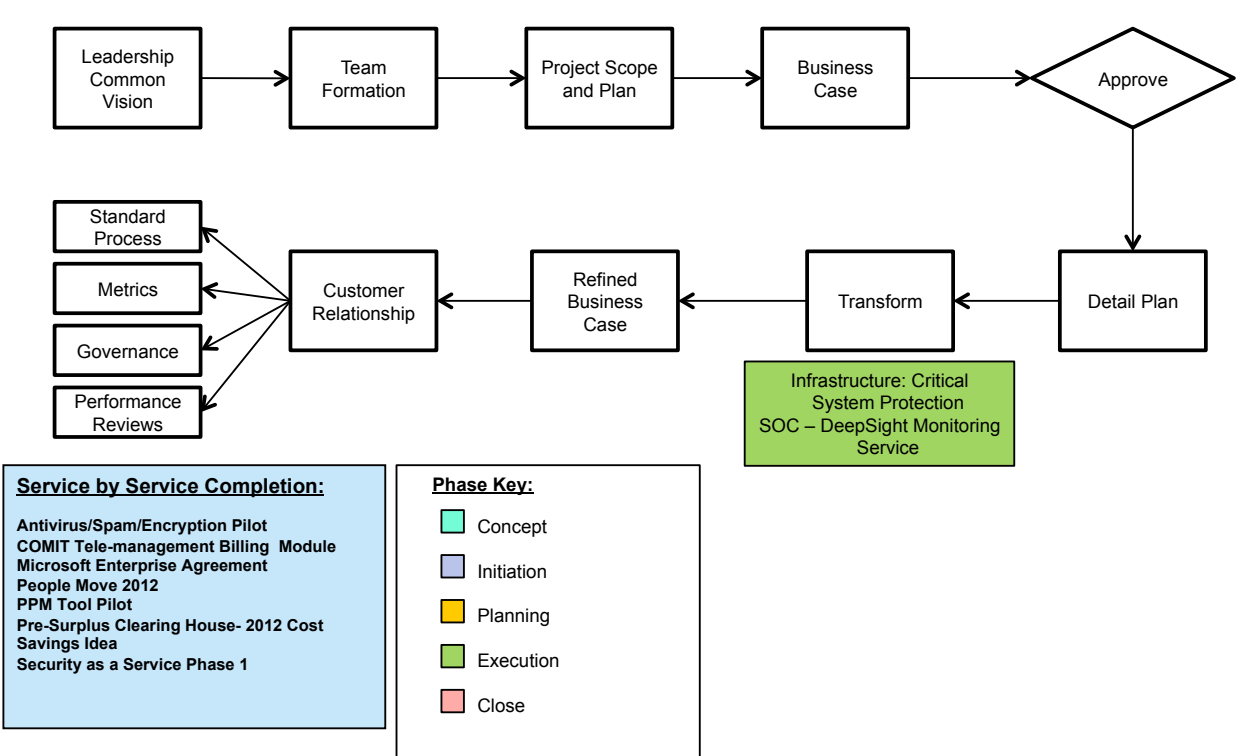 Leadership
Common
Vision
Team
Formation
Project Scope
and Plan
Business
Case
Approve
Standard
Process
Metrics
Governance
Performance
Reviews
Customer
Relationship
Refined
Business
Case
Transform
Detail Plan
Infrastructure: Critical
System Protection
SOC – DeepSight Monitoring
Service
Service by Service Completion:
Antivirus/Spam/Encryption Pilot
COMIT Tele-management Billing Module
Microsoft Enterprise Agreement
People Move 2012
PPM Tool Pilot
Pre-Surplus Clearing House- 2012 Cost
Savings Idea
Security as a Service Phase 1
Phase Key:
Concept
Initiation
Planning
Execution
Close